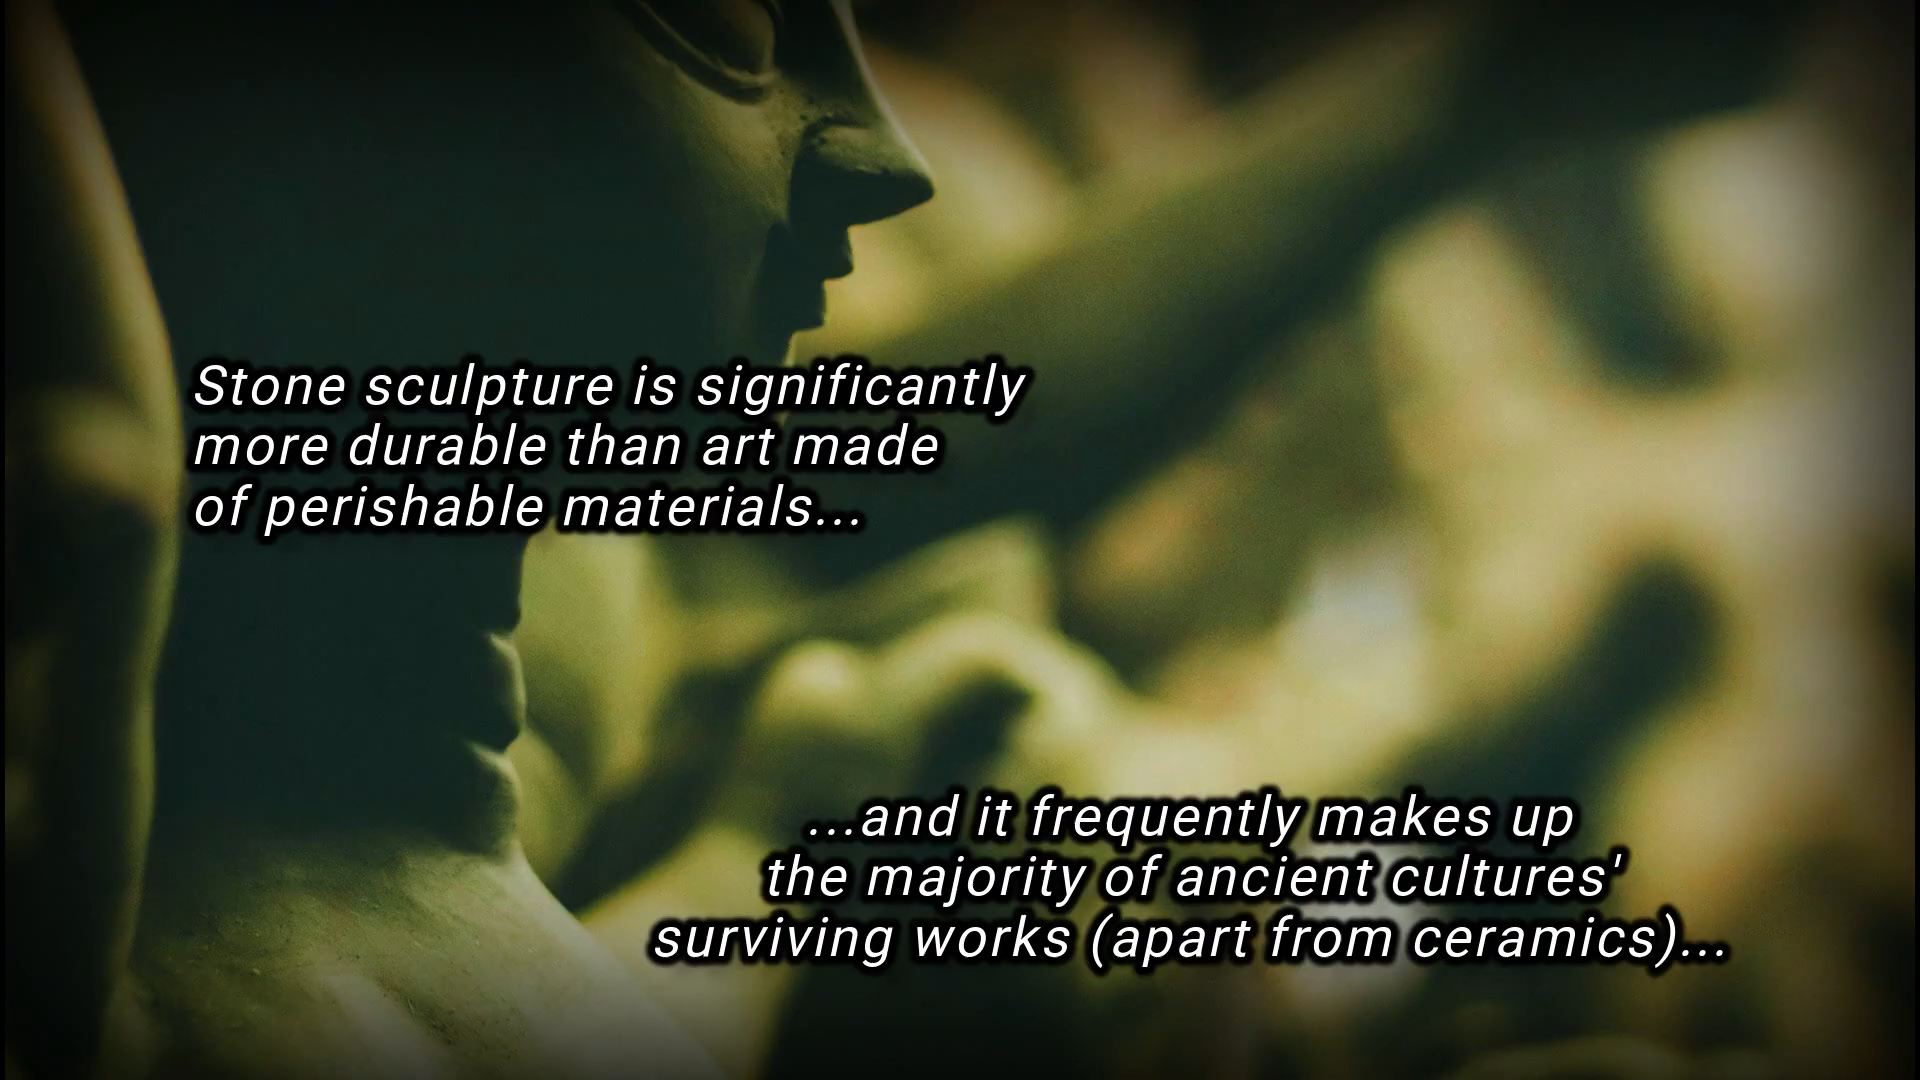 Stone sculpture is significantly
more durable than art made
of perishable materials...
...and it frequently makes up
the majority of ancient cultures'
surviving works (apart from ceramics)...